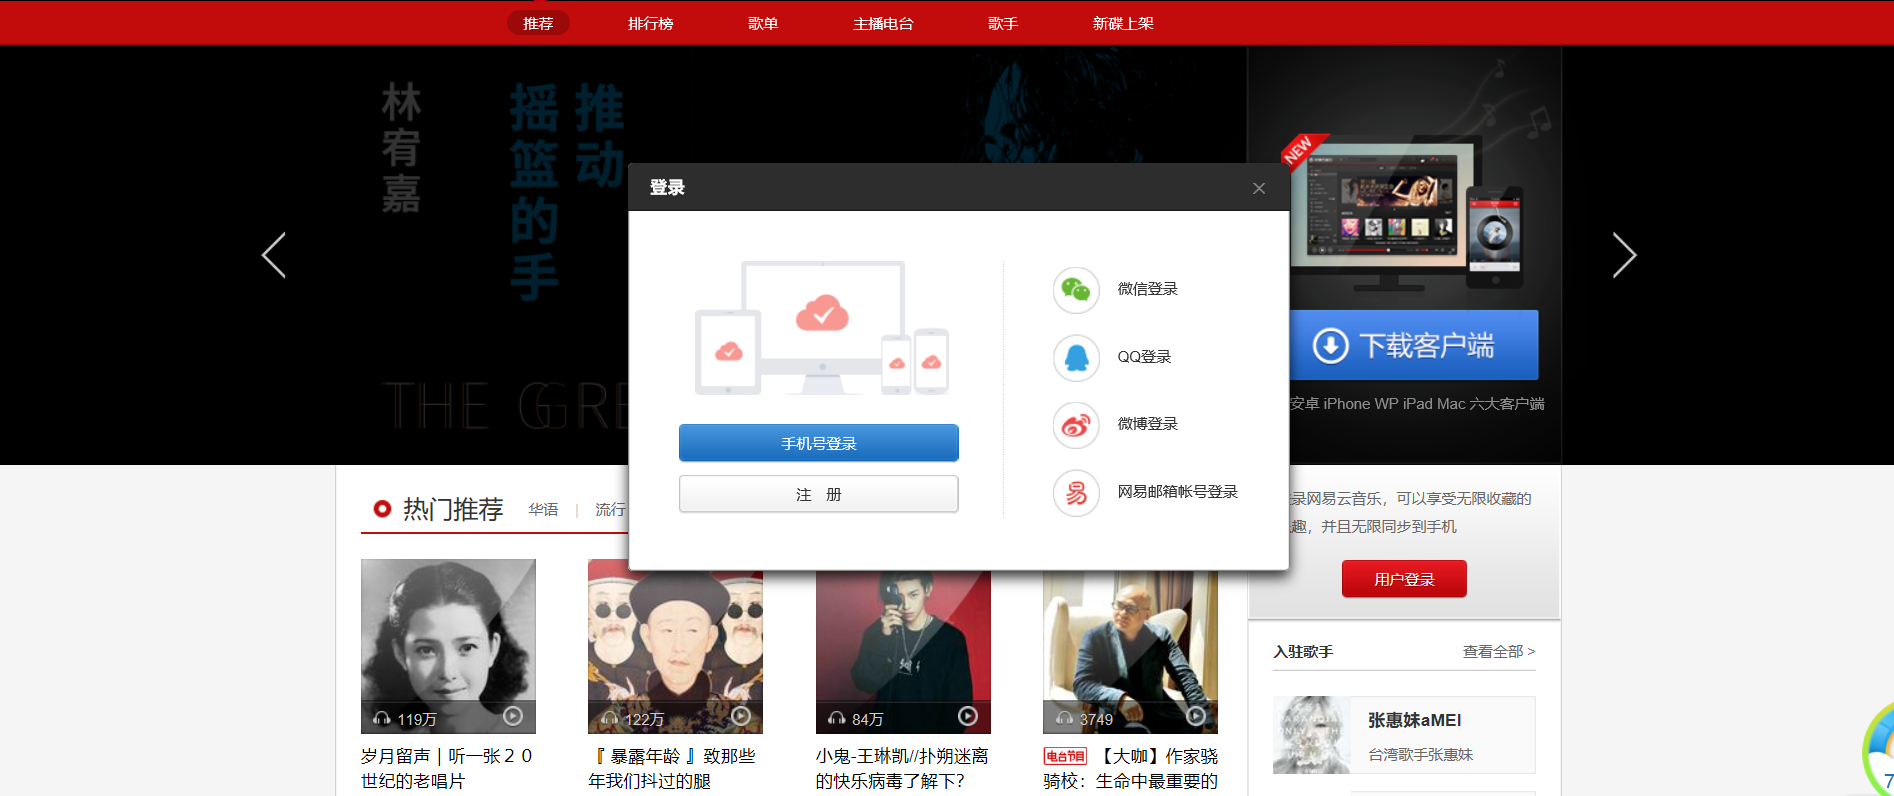 推荐
排行榜
歌单
主播电台
歌手
新碟上架
林宥嘉
推动
摇篮的手
THE GRE
NEW
下载客户端
安卓 iPhone WP iPad Mac 六大客户端
登录
微信登录
QQ登录
微博登录
网易邮箱帐号登录
手机号登录
注 册
热门推荐
华语
|
流行
录网易云音乐，可以享受无限收藏的
趣，并且无限同步到手机
用户登录
119万
122万
84万
3749
岁月留声｜听一张２０
世纪的老唱片
『 暴露年龄 』致那些
年我们抖过的腿
小鬼-王琳凯//扑朔迷离
的快乐病毒了解下？
电台节目 【大咖】作家骁
骑校：生命中最重要的
入驻歌手
查看全部 >
张惠妹aMEI
台湾歌手张惠妹
7